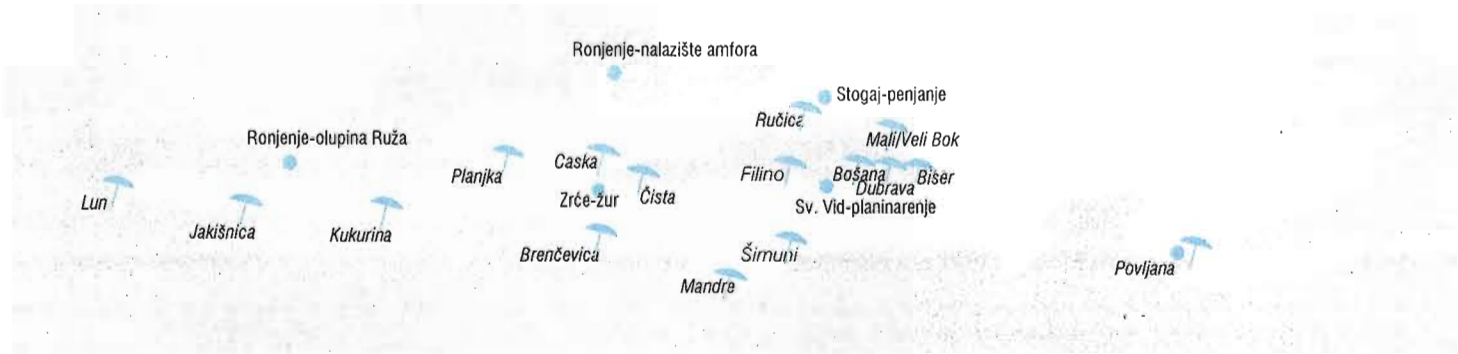 Ronjenje-nalazište amfora
Stogaj-penjanje
Ručica
Mali/Veli Bok
Ronjenje-olupina Ruža
Planjka
Caska
Čista
Filino
Bošana
Dubrava
Bišer
Lun
Zrće-žur
Sv. Vid-planinarenje
Jakišnica
Kukurina
Brenčevica
Šimuni
Mandre
Povljana